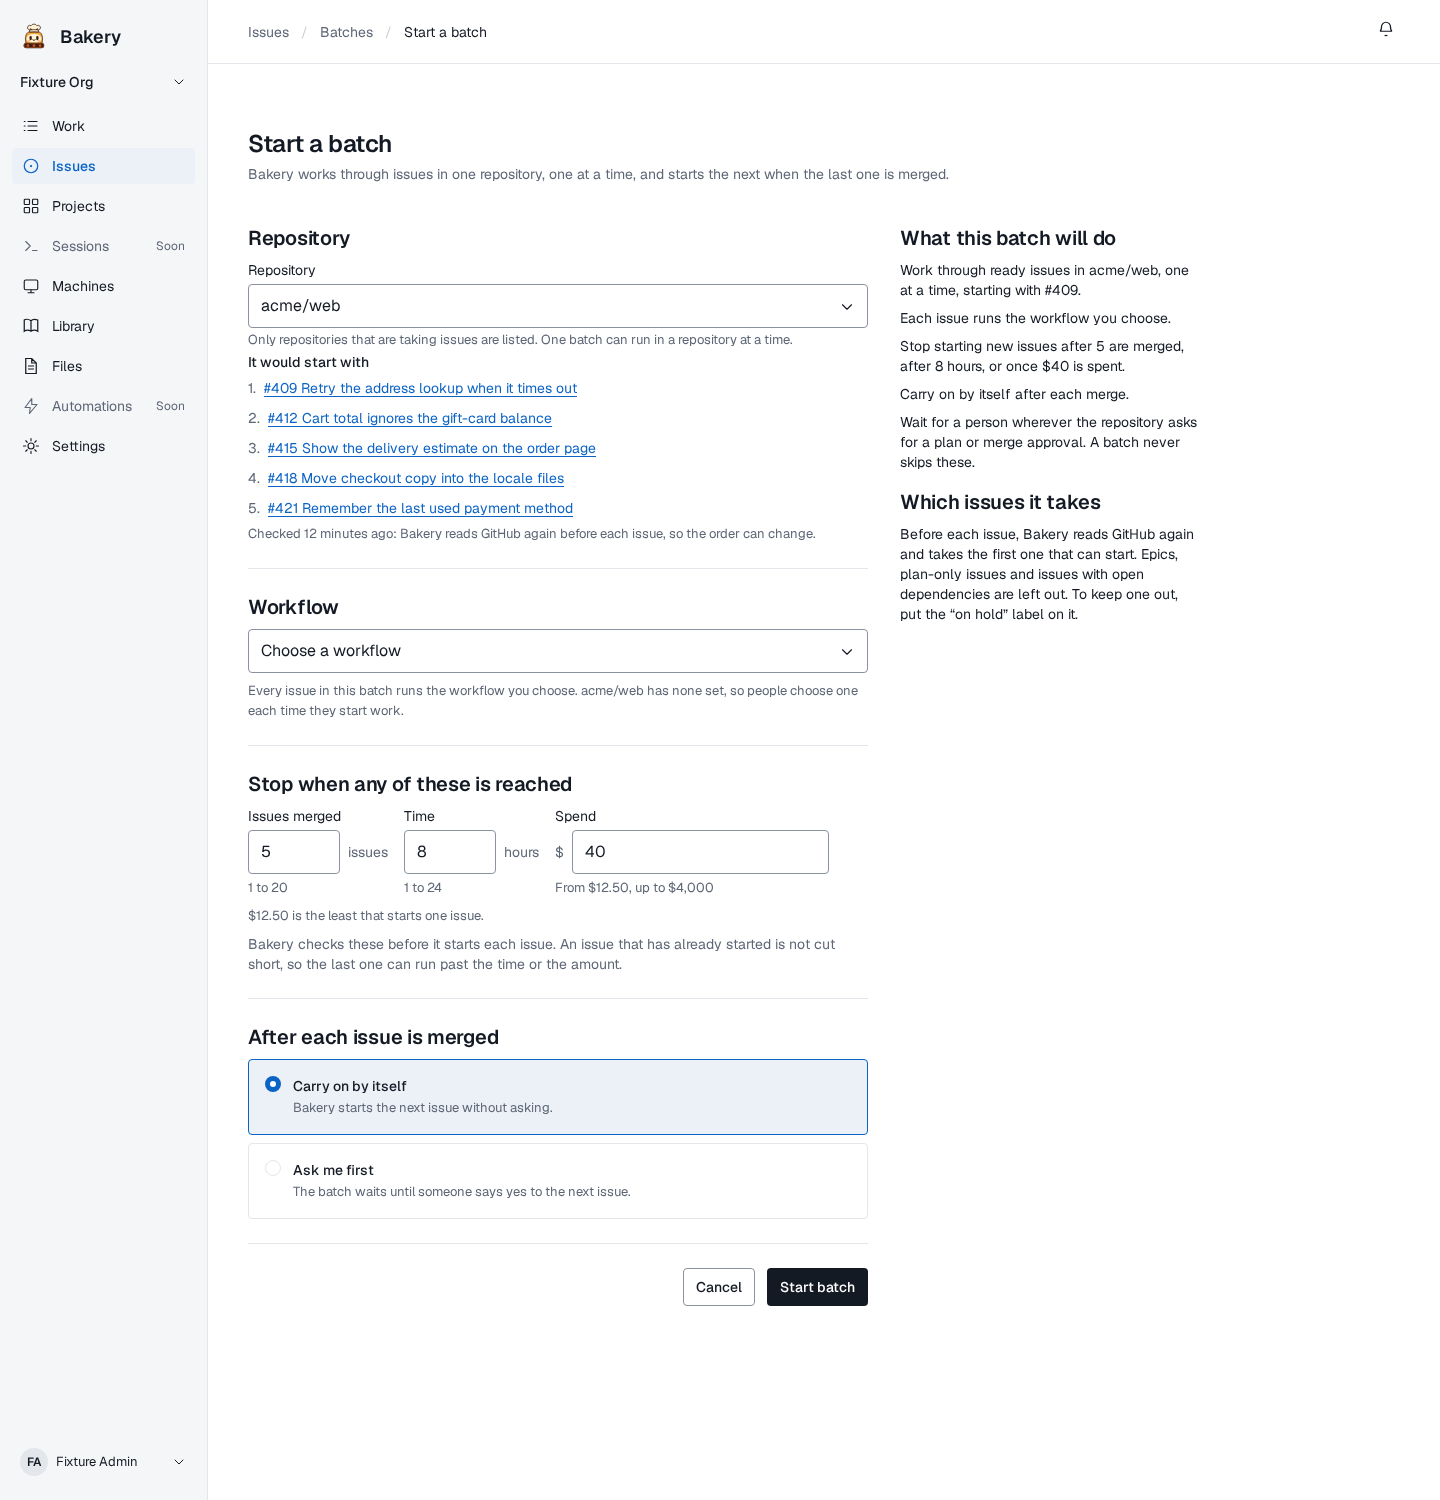 Bakery
Fixture Org
Work
Issues
Projects
Sessions Soon
Machines
Library
Files
Automations Soon
Settings
FA Fixture Admin
Issues / Batches / Start a batch
Start a batch
Bakery works through issues in one repository, one at a time, and starts the next when the last one is merged.
Repository
Repository
acme/web
Only repositories that are taking issues are listed. One batch can run in a repository at a time.
It would start with
1. #409 Retry the address lookup when it times out
2. #412 Cart total ignores the gift-card balance
3. #415 Show the delivery estimate on the order page
4. #418 Move checkout copy into the locale files
5. #421 Remember the last used payment method
Checked 12 minutes ago: Bakery reads GitHub again before each issue, so the order can change.
Workflow
Choose a workflow
Every issue in this batch runs the workflow you choose. acme/web has none set, so people choose one
each time they start work.
Stop when any of these is reached
Issues merged Time Spend
5 issues 8 hours $ 40
1 to 20 1 to 24 From $12.50, up to $4,000
$12.50 is the least that starts one issue.
Bakery checks these before it starts each issue. An issue that has already started is not cut
short, so the last one can run past the time or the amount.
After each issue is merged
Carry on by itself
Bakery starts the next issue without asking.
Ask me first
The batch waits until someone says yes to the next issue.
Cancel Start batch
What this batch will do
Work through ready issues in acme/web, one
at a time, starting with #409.
Each issue runs the workflow you choose.
Stop starting new issues after 5 are merged,
after 8 hours, or once $40 is spent.
Carry on by itself after each merge.
Wait for a person wherever the repository asks
for a plan or merge approval. A batch never
skips these.
Which issues it takes
Before each issue, Bakery reads GitHub again
and takes the first one that can start. Epics,
plan-only issues and issues with open
dependencies are left out. To keep one out,
put the “on hold” label on it.